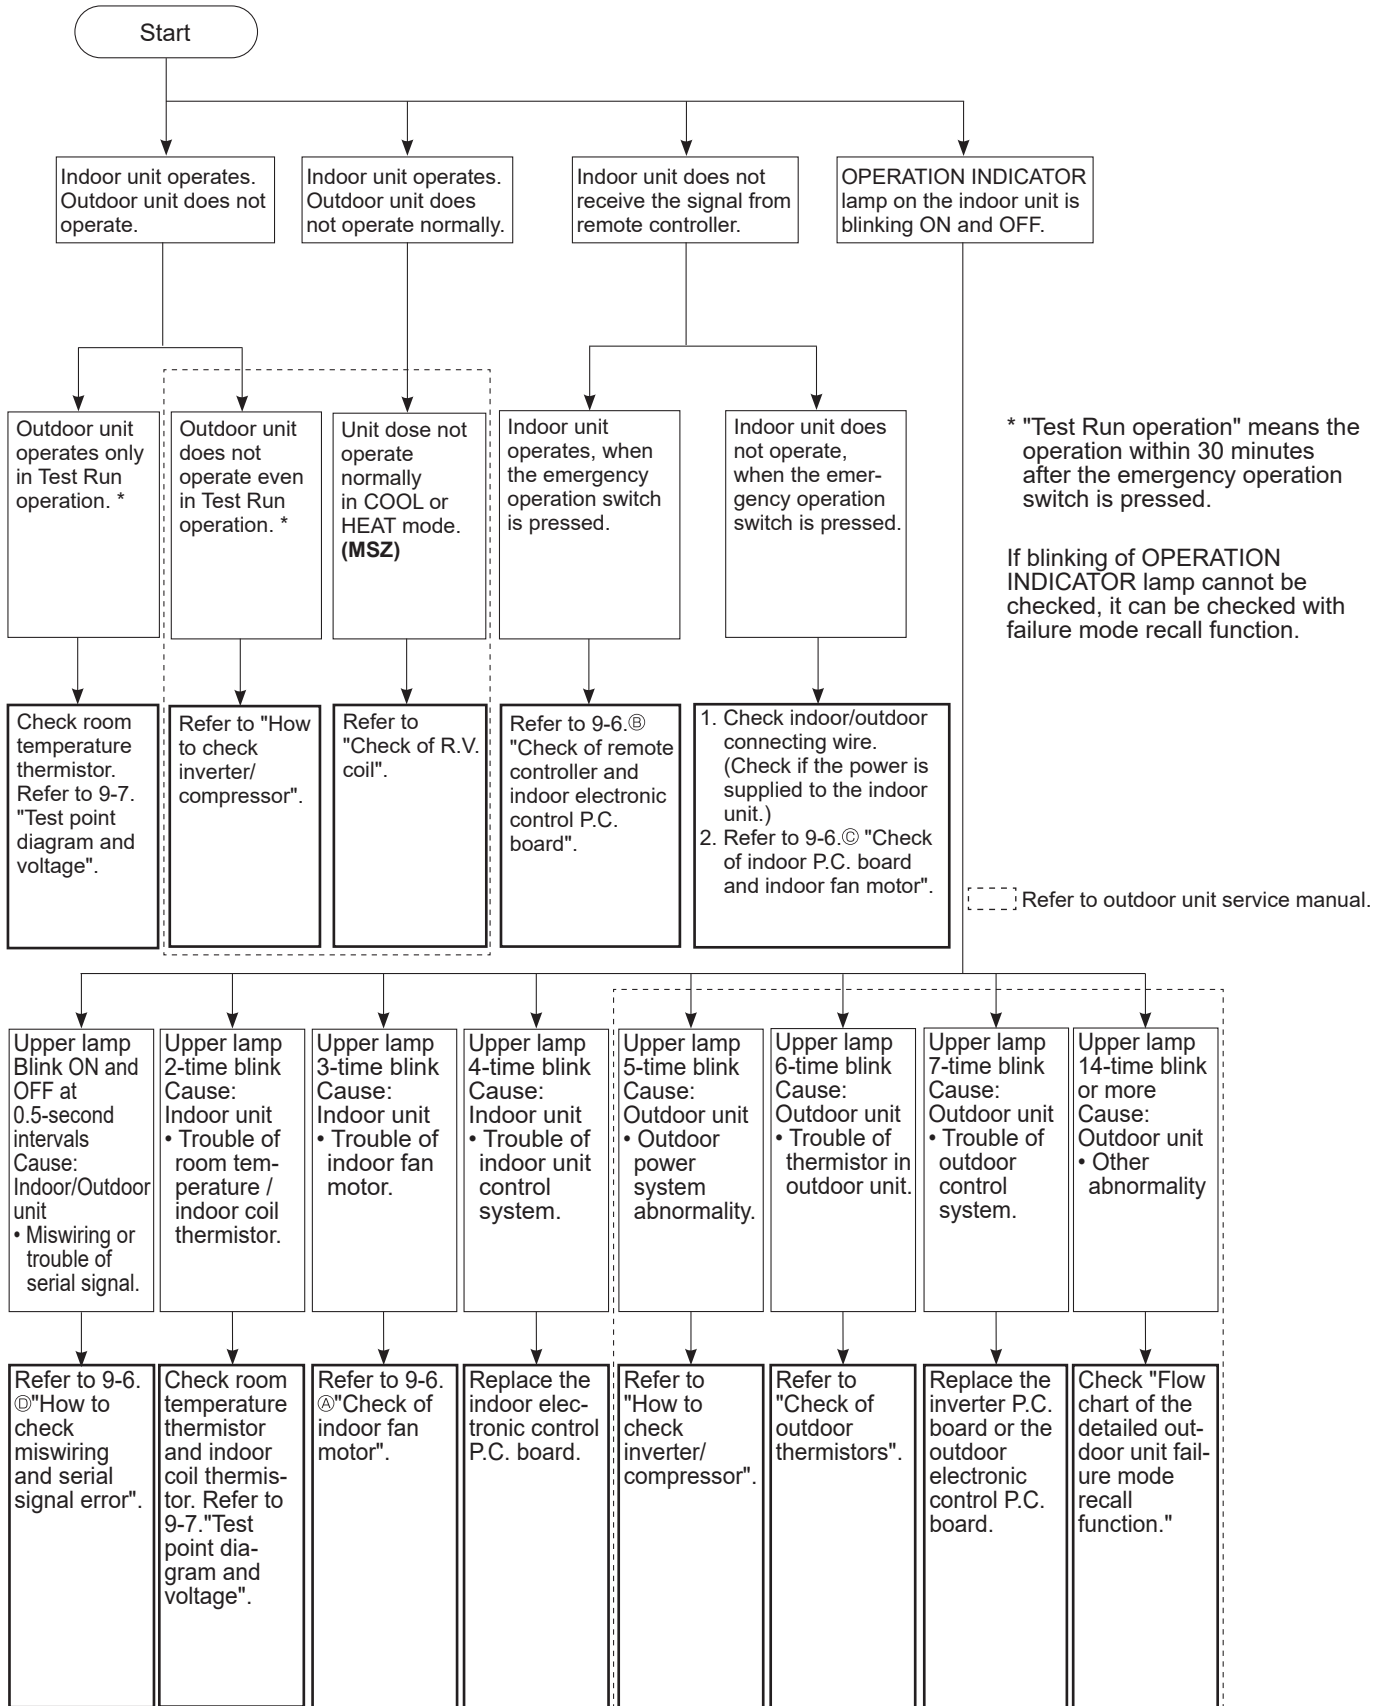 Start
Indoor unit operates.
Outdoor unit does not
operate.
Indoor unit operates.
Outdoor unit does
not operate normally.
Indoor unit does not
receive the signal from
remote controller.
OPERATION INDICATOR
lamp on the indoor unit is
blinking ON and OFF.
Outdoor unit
operates only
in Test Run
operation. *
Outdoor unit
does not
operate even
in Test Run
operation. *
Unit dose not
operate
normally
in COOL or
HEAT mode.
(MSZ)
Indoor unit
operates, when
the emergency
operation switch
is pressed.
Indoor unit does
not operate,
when the emer-
gency operation
switch is pressed.
* "Test Run operation" means the
operation within 30 minutes
after the emergency operation
switch is pressed.
If blinking of OPERATION
INDICATOR lamp cannot be
checked, it can be checked with
failure mode recall function.
Check room
temperature
thermistor.
Refer to 9-7.
"Test point
diagram and
voltage".
Refer to "How
to check
inverter/
compressor".
Refer to
"Check of R.V.
coil".
Refer to 9-6.Ⓑ
"Check of remote
controller and
indoor electronic
control P.C.
board".
1. Check indoor/outdoor
connecting wire.
(Check if the power is
supplied to the indoor
unit.)
2. Refer to 9-6.Ⓒ "Check
of indoor P.C. board
and indoor fan motor".
Refer to outdoor unit service manual.
Upper lamp
Blink ON and
OFF at
0.5-second
intervals
Cause:
Indoor/Outdoor
unit
• Miswiring or
trouble of
serial signal.
Upper lamp
2-time blink
Cause:
Indoor unit
• Trouble of
room tem-
perature /
indoor coil
thermistor.
Upper lamp
3-time blink
Cause:
Indoor unit
• Trouble of
indoor fan
motor.
Upper lamp
4-time blink
Cause:
Indoor unit
• Trouble of
indoor unit
control
system.
Upper lamp
5-time blink
Cause:
Outdoor unit
• Outdoor
power
system
abnormality.
Upper lamp
6-time blink
Cause:
Outdoor unit
• Trouble of
thermistor in
outdoor unit.
Upper lamp
7-time blink
Cause:
Outdoor unit
• Trouble of
outdoor
control
system.
Upper lamp
14-time blink
or more
Cause:
Outdoor unit
• Other
abnormality
Refer to 9-6.
Ⓓ"How to
check
miswiring
and serial
signal error".
Check room
temperature
thermistor
and indoor
coil thermis-
tor. Refer to
9-7."Test
point dia-
gram and
voltage".
Refer to 9-6.
Ⓐ"Check of
indoor fan
motor".
Replace the
indoor elec-
tronic control
P.C. board.
Refer to
"How to
check
inverter/
compressor".
Refer to
"Check of
outdoor
thermistors".
Replace the
inverter P.C.
board or the
outdoor
electronic
control P.C.
board.
Check "Flow
chart of the
detailed out-
door unit fail-
ure mode
recall
function."